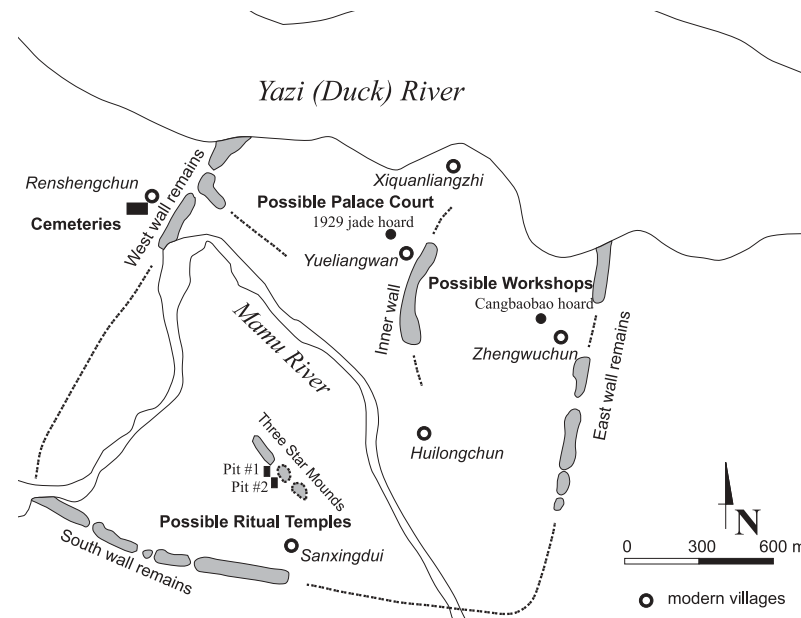 Yazi (Duck) River
Renshengchun
Cemeteries
West wall remains
Xiquanliangzhi
Possible Palace Court
1929 jade hoard
Yueliangwan
Inner wall
Possible Workshops
Cangbaobao hoard
Zhengwuchun
East wall remains
Mamu River
Huilongchun
Three Star Mounds
Pit #1
Pit #2
Possible Ritual Temples
Sanxingdui
South wall remains
N
0 300 600 m
modern villages